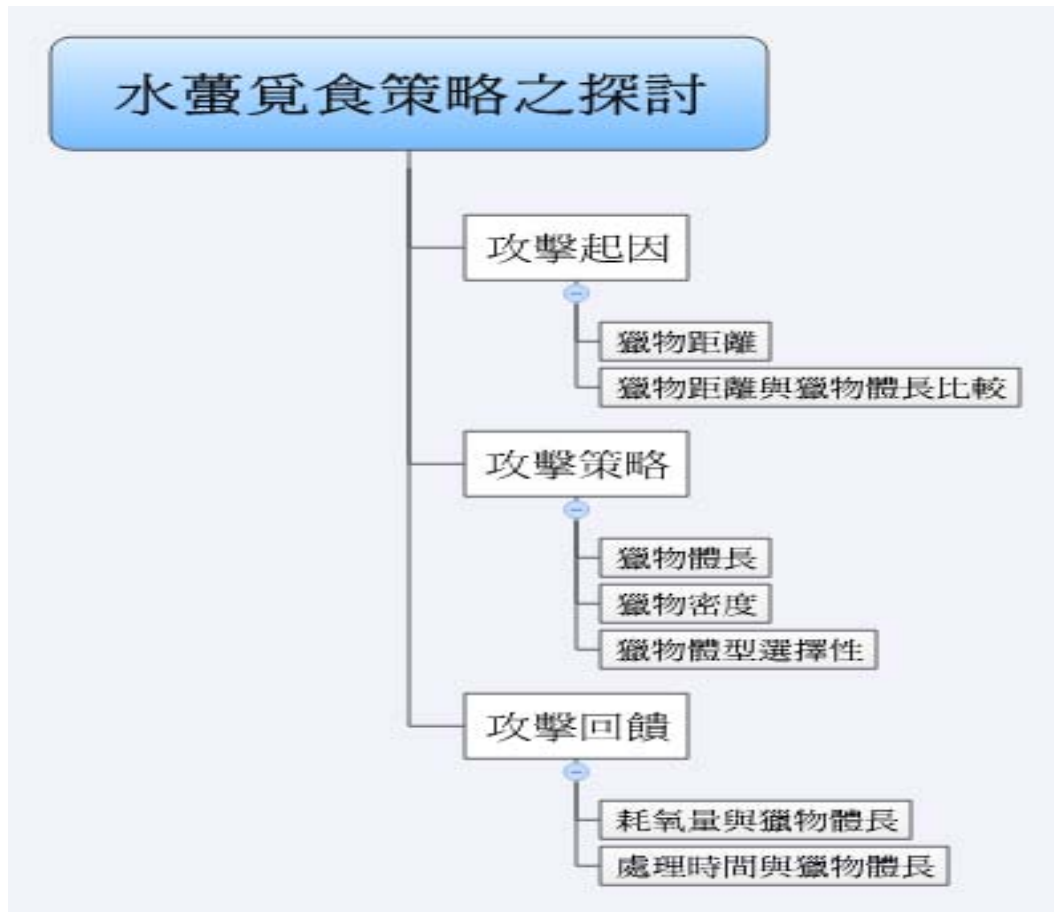 水蠆覓食策略之探討
攻擊起因
獵物距離
獵物距離與獵物體長比較
攻擊策略
獵物體長
獵物密度
獵物體型選擇性
攻擊回饋
耗氧量與獵物體長
處理時間與獵物體長